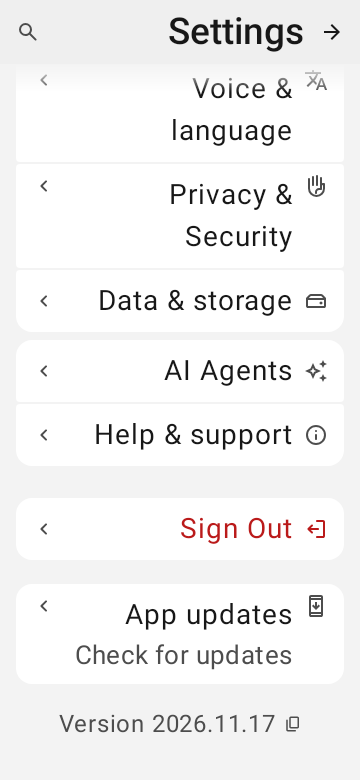 Settings
Voice &
language
Privacy &
Security
Data & storage
AI Agents
Help & support
Sign Out
App updates
Check for updates
Version 2026.11.17